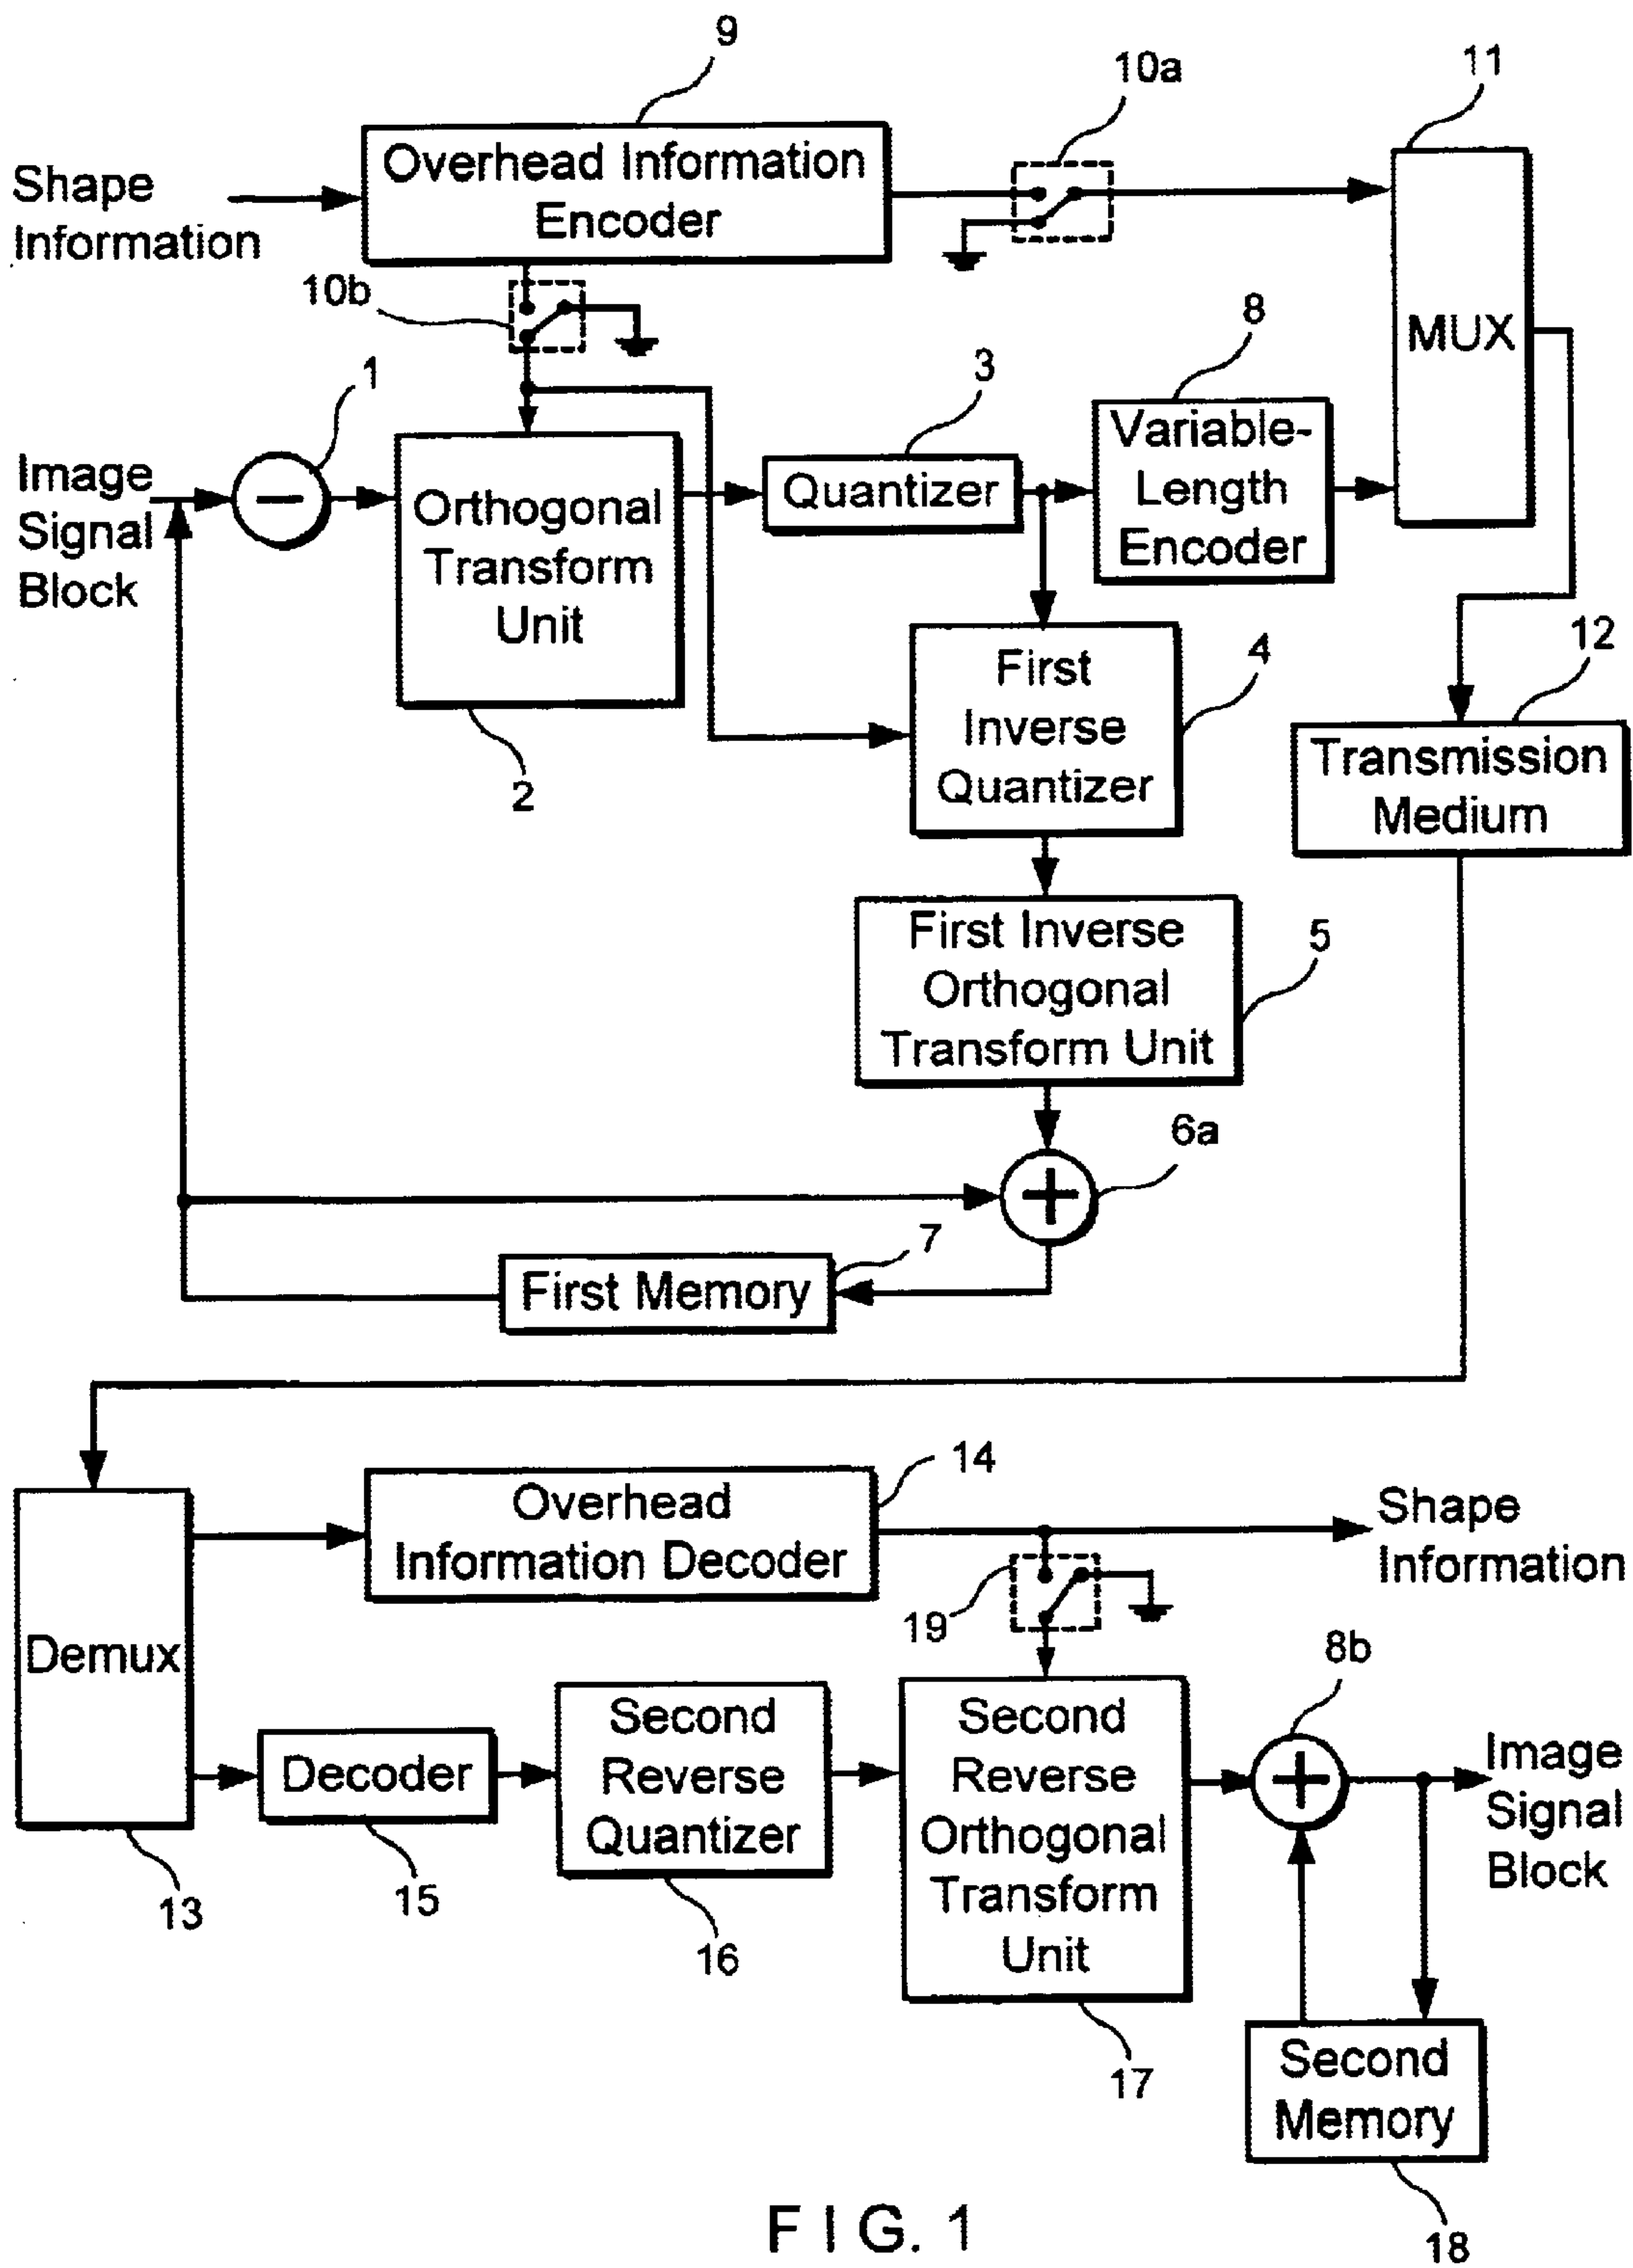 9
10a
11
Shape
Information
Overhead Information
Encoder
10b
MUX
1
3
8
Image
Signal
Block
Orthogonal
Transform
Unit
Quantizer
Variable-
Length
Encoder
2
First
Inverse
Quantizer
4
12
Transmission
Medium
First Inverse
Orthogonal
Transform Unit
5
6a
7
First Memory
Demux
13
Overhead
Information Decoder
14
Shape
Information
19
Decoder
15
Second
Reverse
Quantizer
16
Second
Reverse
Orthogonal
Transform
Unit
17
8b
Image
Signal
Block
Second
Memory
18
FIG. 1